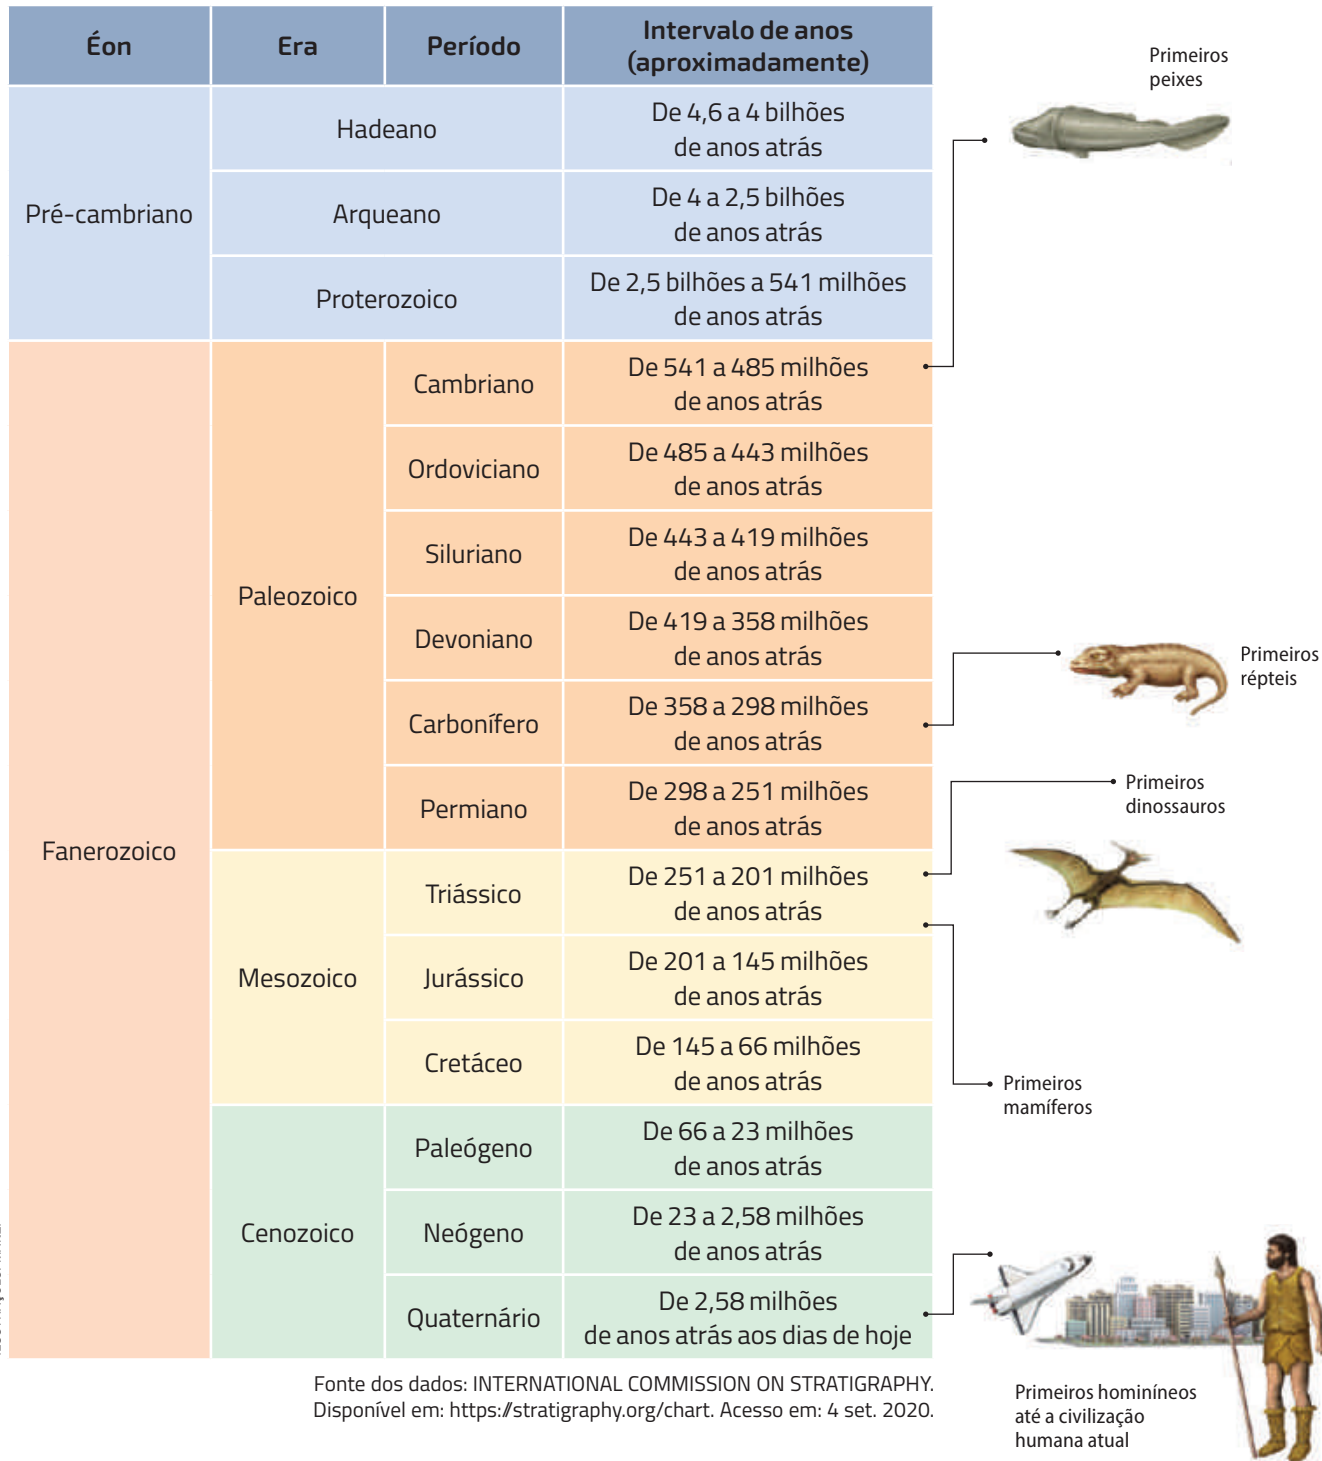 Éon
Era
Período
Intervalo de anos
(aproximadamente)
Pré-cambriano
Hadeano
De 4,6 a 4 bilhões
de anos atrás
Arqueano
De 4 a 2,5 bilhões
de anos atrás
Proterozoico
De 2,5 bilhões a 541 milhões
de anos atrás
Fanerozoico
Paleozoico
Cambriano
De 541 a 485 milhões
de anos atrás
Ordoviciano
De 485 a 443 milhões
de anos atrás
Siluriano
De 443 a 419 milhões
de anos atrás
Devoniano
De 419 a 358 milhões
de anos atrás
Carbonífero
De 358 a 298 milhões
de anos atrás
Permiano
De 298 a 251 milhões
de anos atrás
Mesozoico
Triássico
De 251 a 201 milhões
de anos atrás
Jurássico
De 201 a 145 milhões
de anos atrás
Cretáceo
De 145 a 66 milhões
de anos atrás
Cenozoico
Paleógeno
De 66 a 23 milhões
de anos atrás
Neógeno
De 23 a 2,58 milhões
de anos atrás
Quaternário
De 2,58 milhões
de anos atrás aos dias de hoje
Primeiros
peixes
Primeiros
répteis
Primeiros
dinossauros
Primeiros
mamíferos
Primeiros hominíneos
até a civilização
humana atual
Fonte dos dados: INTERNATIONAL COMMISSION ON STRATIGRAPHY.
Disponível em: https://stratigraphy.org/chart. Acesso em: 4 set. 2020.